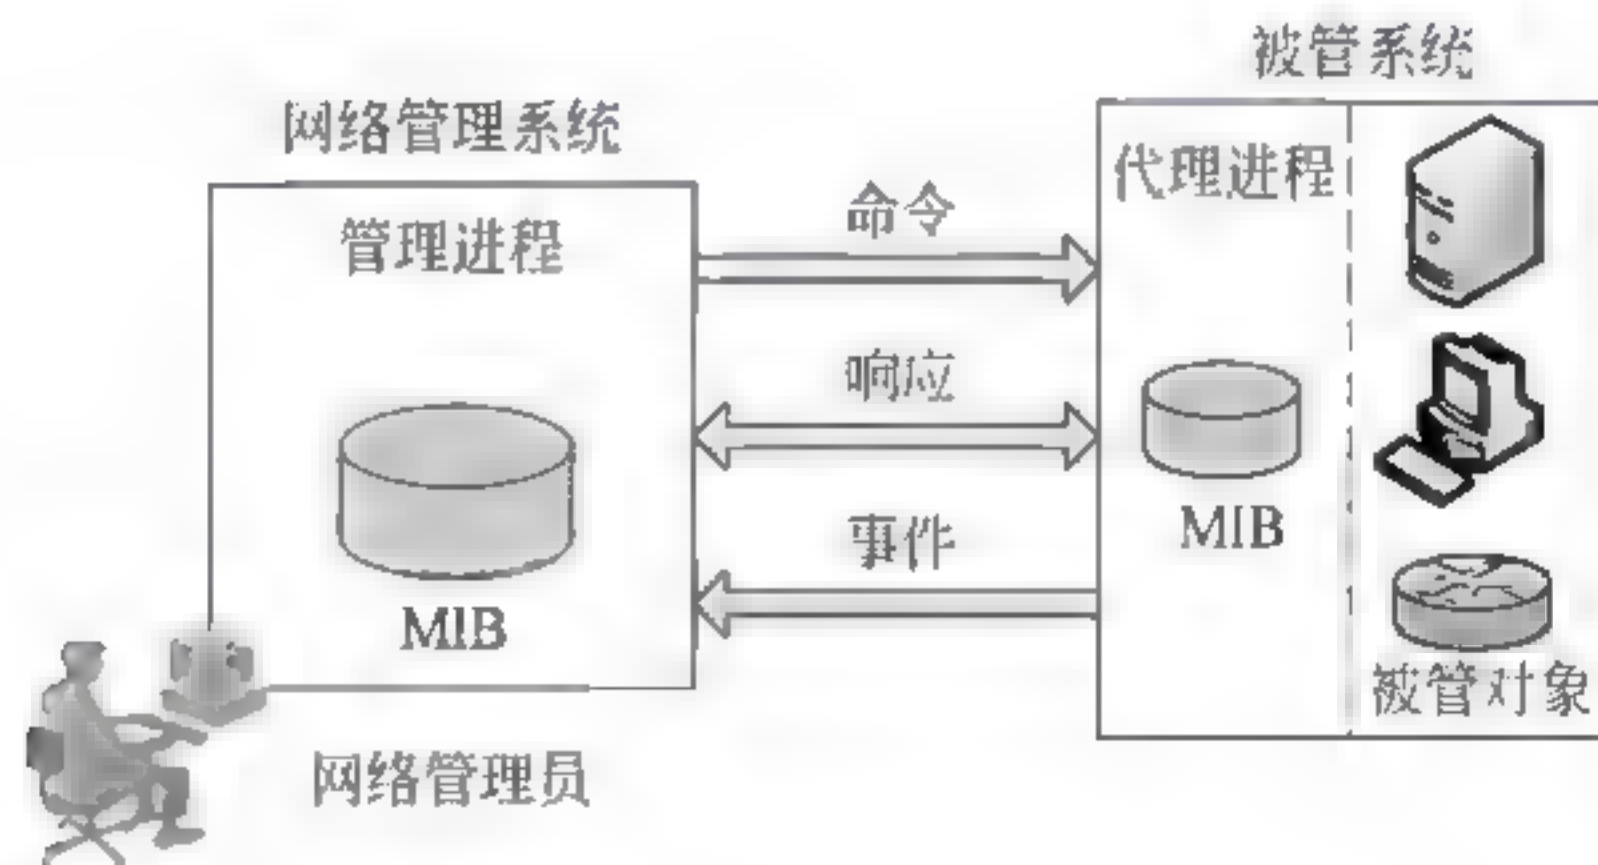 被管系统
网络管理系统
代理进程
管理进程
命令
响应
事件
MIB
MIB
被管对象
网络管理员